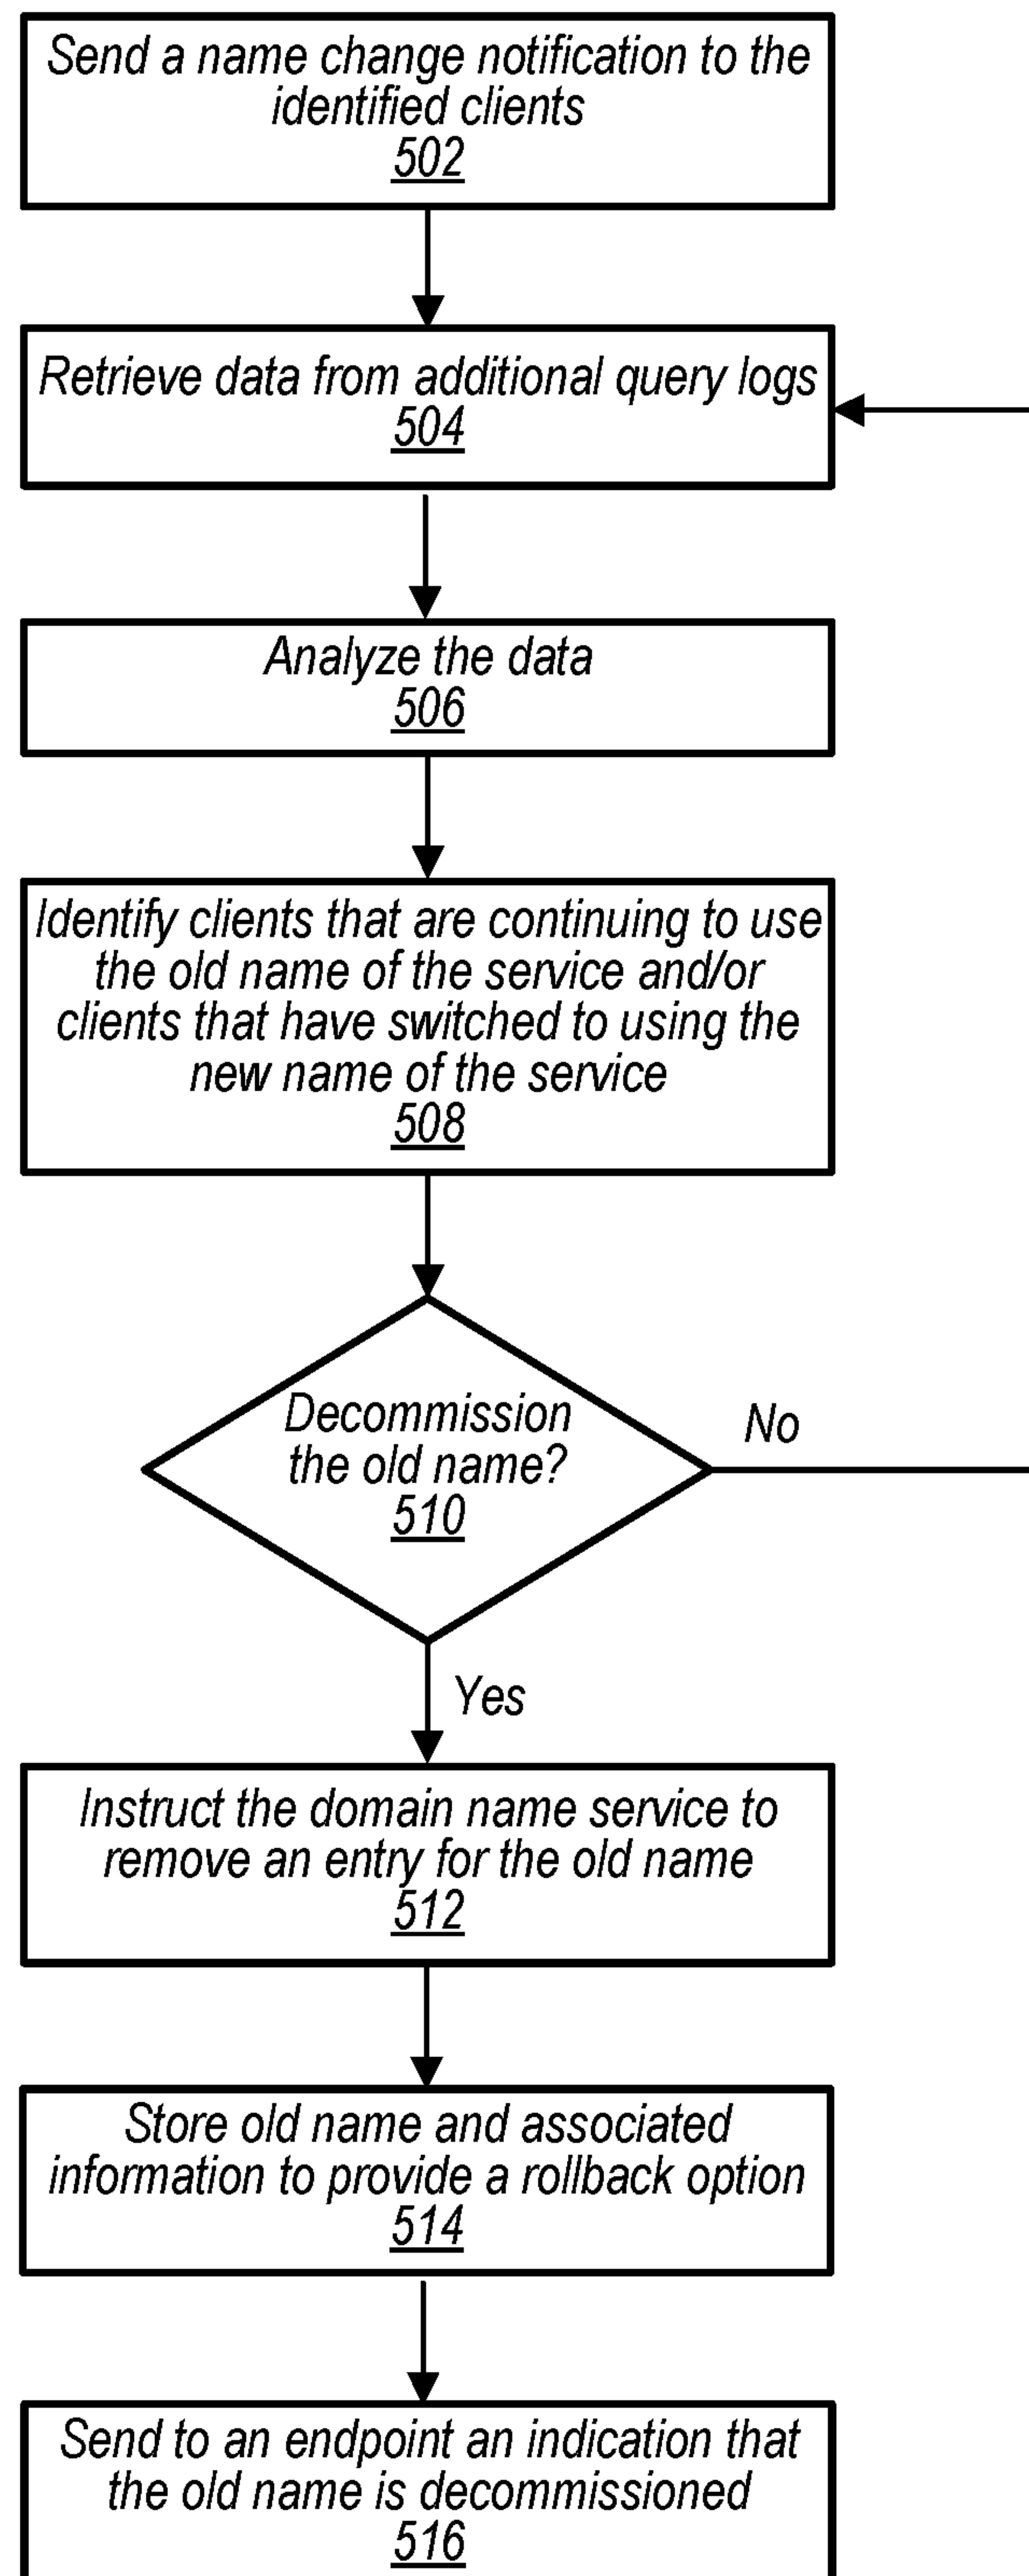 Send a name change notification to the
identified clients
502
Retrieve data from additional query logs
504
Analyze the data
506
Identify clients that are continuing to use
the old name of the service and/or
clients that have switched to using the
new name of the service
508
Decommission
the old name?
510
No
Yes
Instruct the domain name service to
remove an entry for the old name
512
Store old name and associated
information to provide a rollback option
514
Send to an endpoint an indication that
the old name is decommissioned
516